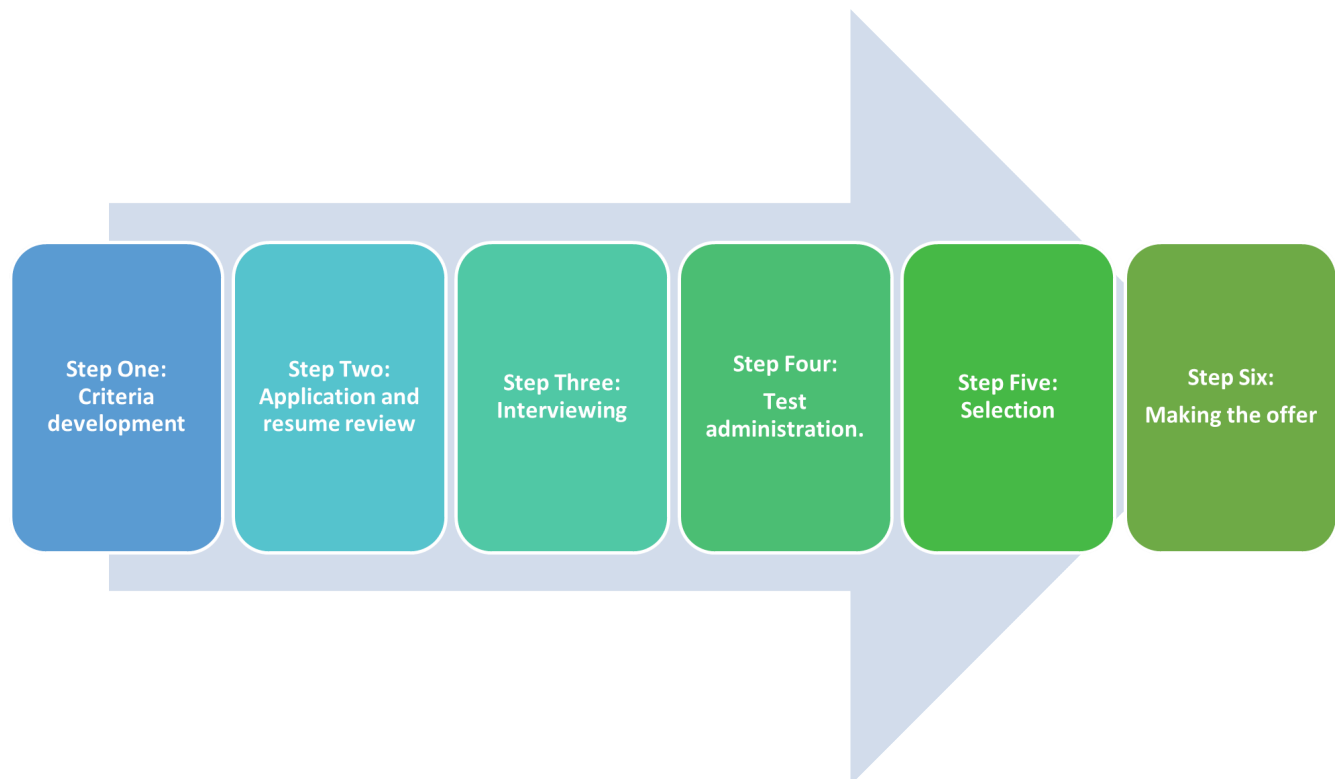 Step One:
Criteria
development
Step Two:
Application and
resume review
Step Three:
Interviewing
Step Four:
Test
administration.
Step Five:
Selection
Step Six:
Making the offer